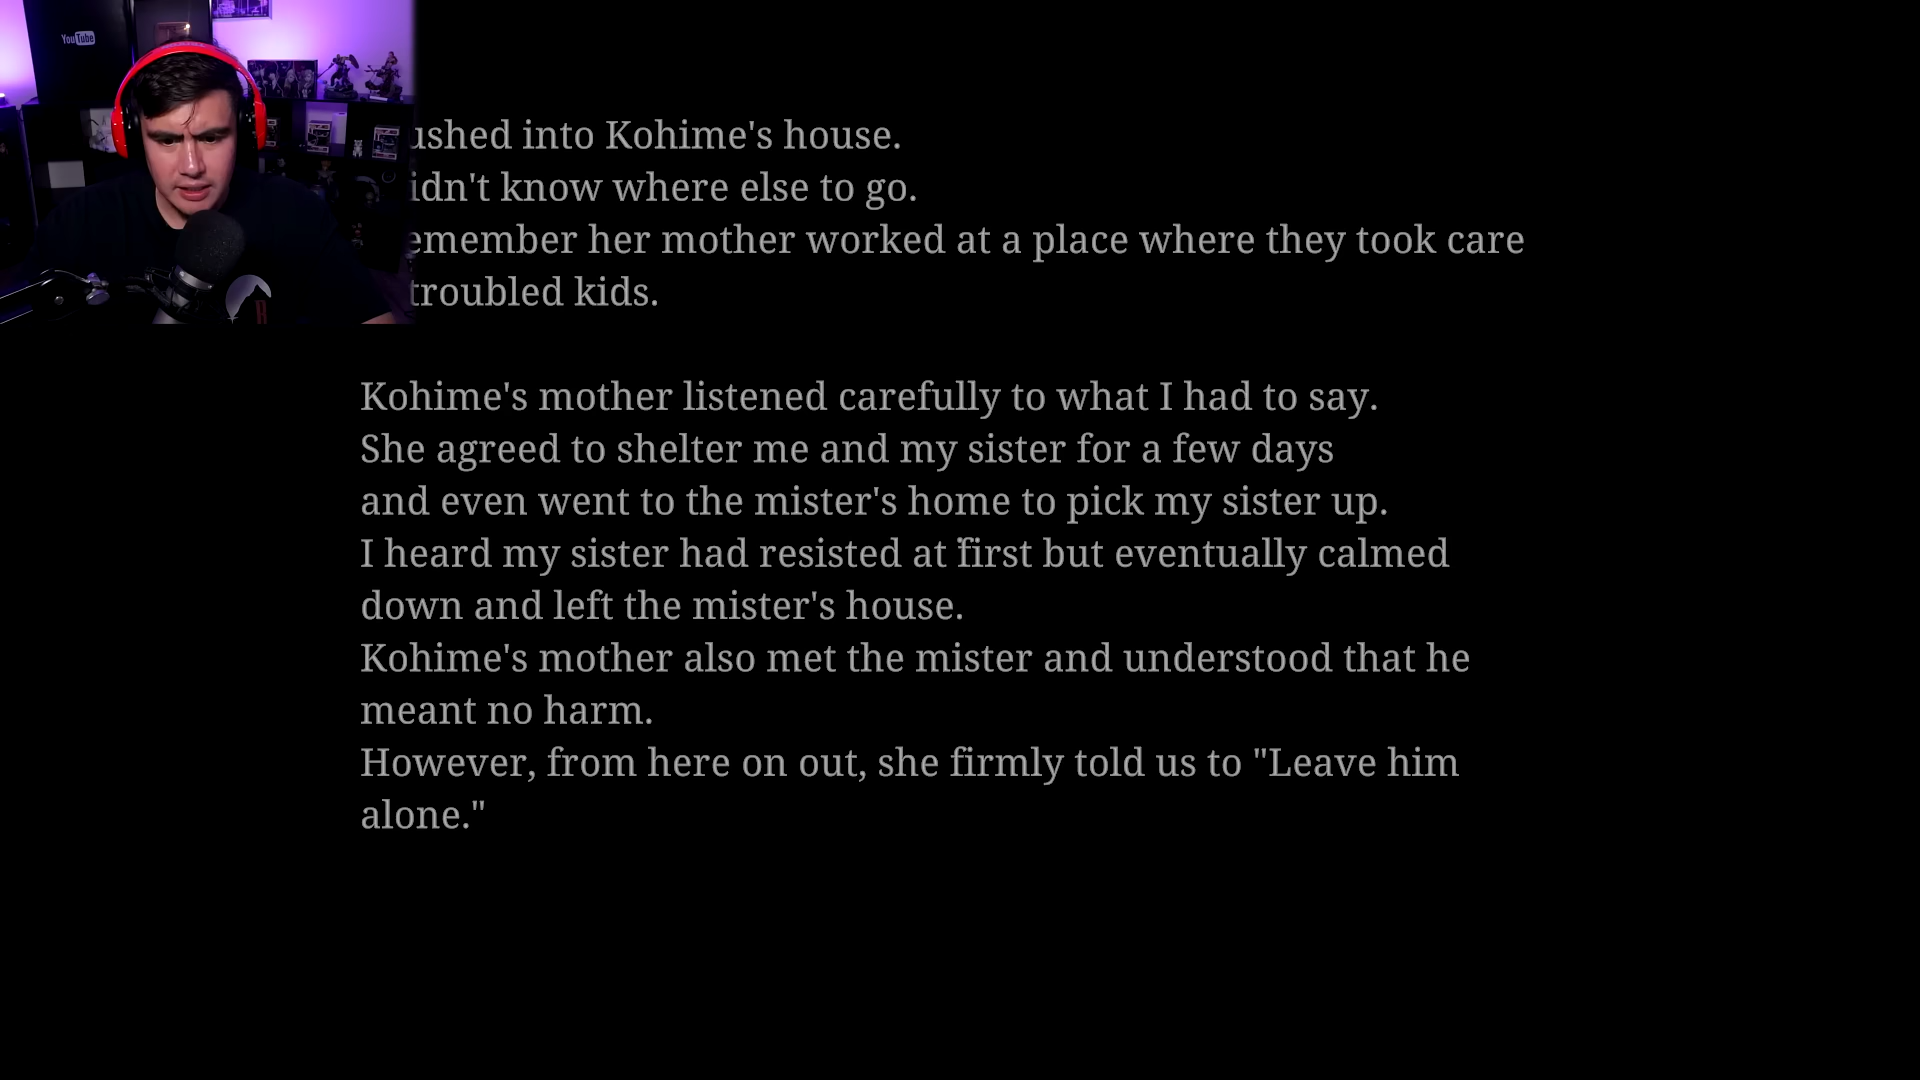 YouTube
ushed into Kohime's house.
idn't know where else to go.
emember her mother worked at a place where they took care
troubled kids.
Kohime's mother listened carefully to what I had to say.
She agreed to shelter me and my sister for a few days
and even went to the mister's home to pick my sister up.
I heard my sister had resisted at first but eventually calmed
down and left the mister's house.
Kohime's mother also met the mister and understood that he
meant no harm.
However, from here on out, she firmly told us to "Leave him
alone."